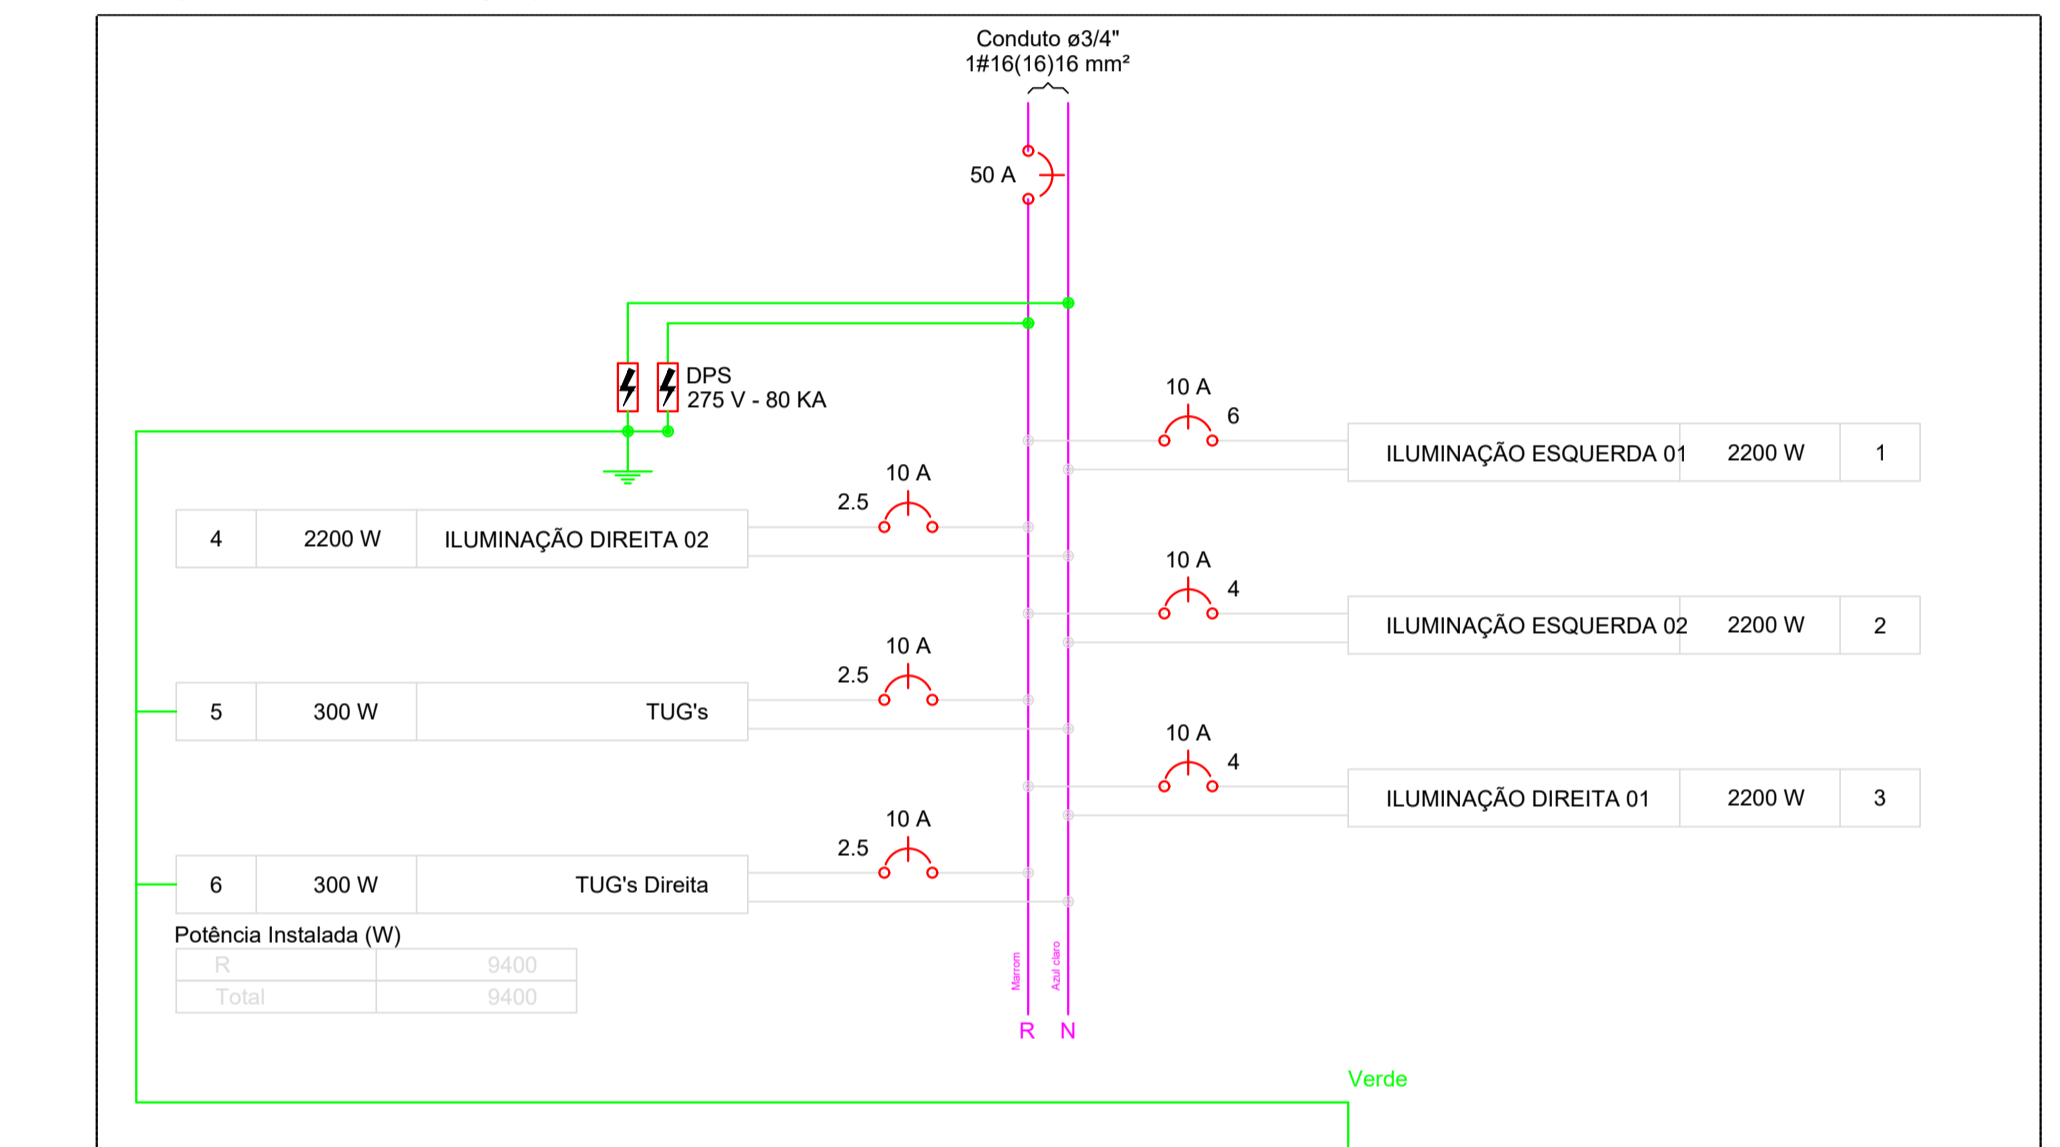 Conduto ø3/4"
1#16(16)16 mm²
50 A
DPS
275 V - 80 KA
10 A
6
ILUMINAÇÃO ESQUERDA 01 2200 W 1
10 A
2.5
4 2200 W ILUMINAÇÃO DIREITA 02
10 A
4
ILUMINAÇÃO ESQUERDA 02 2200 W 2
10 A
2.5
5 300 W TUG's
10 A
4
ILUMINAÇÃO DIREITA 01 2200 W 3
10 A
2.5
6 300 W TUG's Direita
Potência Instalada (W)
R 9400
Total 9400
Marrom
Azul claro
R N
Verde